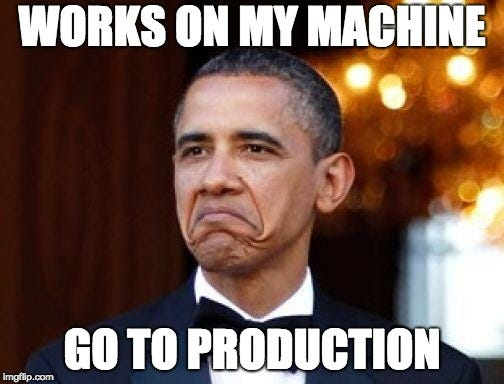 WORKS ON MY MACHINE
GO TO PRODUCTION
imgflip.com